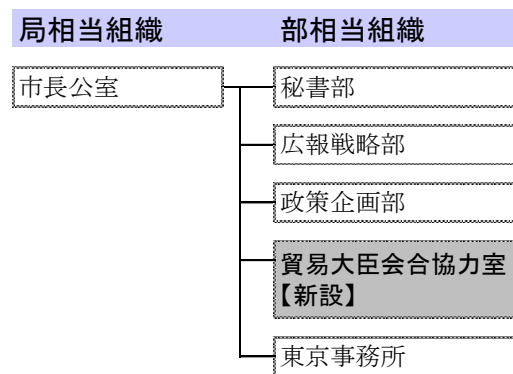 局相当組織 部相当組織
市長公室 秘書部
広報戦略部
政策企画部
貿易大臣会合協力室
【新設】
東京事務所